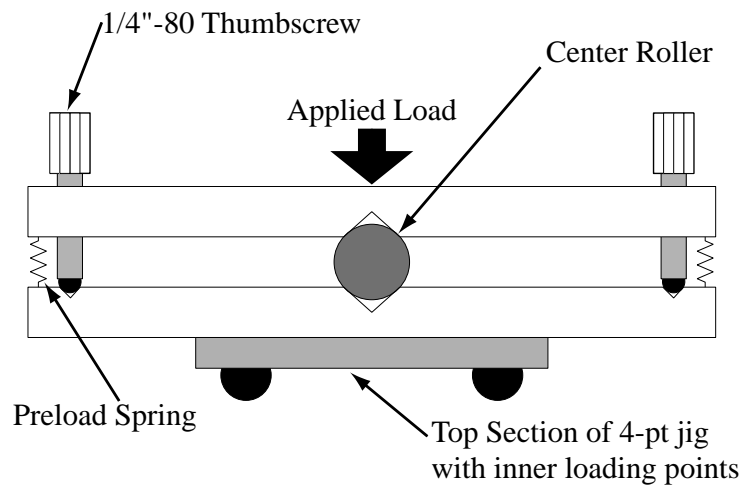 1/4"-80 Thumbscrew
Center Roller
Applied Load
Preload Spring
Top Section of 4-pt jig
with inner loading points